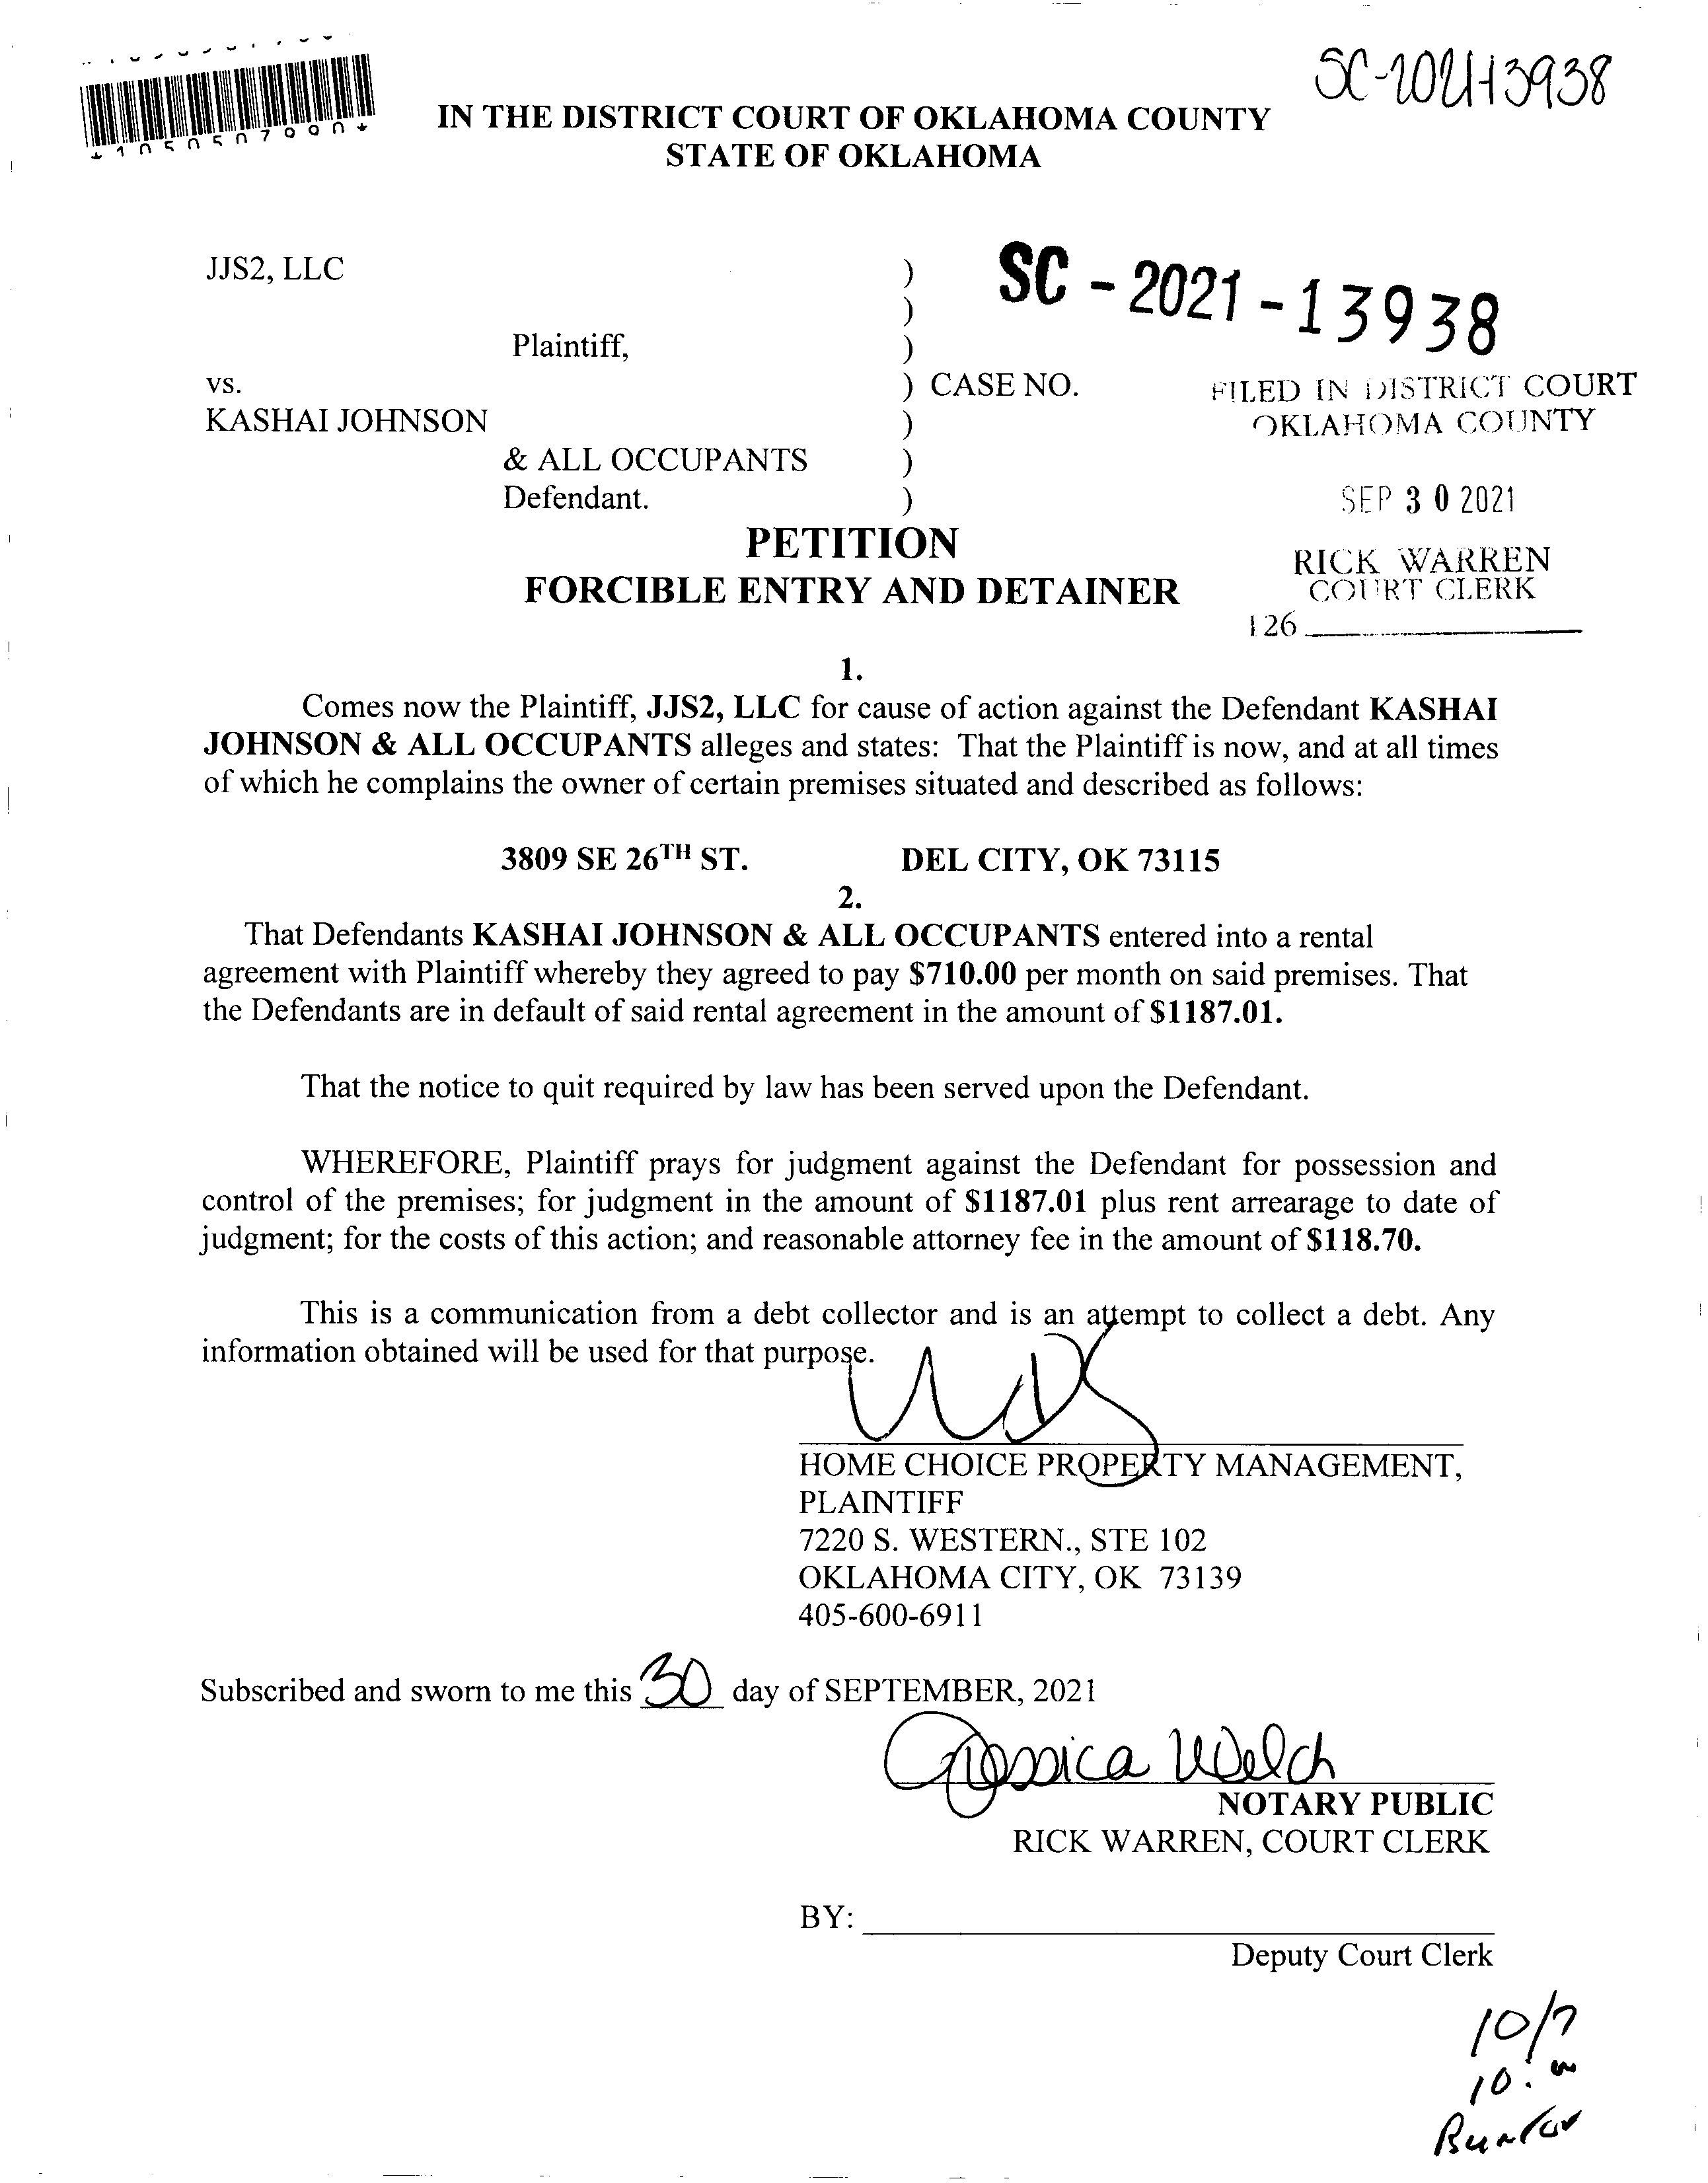 SC-2021-13938
*1050507990*
IN THE DISTRICT COURT OF OKLAHOMA COUNTY
STATE OF OKLAHOMA
JJS2, LLC )
SC - 2021 - 13938
)
Plaintiff, )
vs. ) CASE NO.
FILED IN DISTRICT COURT
KASHAI JOHNSON )
OKLAHOMA COUNTY
& ALL OCCUPANTS )
Defendant. )
SEP 30 2021
PETITION
RICK WARREN
FORCIBLE ENTRY AND DETAINER
COURT CLERK
126
1.
Comes now the Plaintiff, JJS2, LLC for cause of action against the Defendant KASHAI
JOHNSON & ALL OCCUPANTS alleges and states: That the Plaintiff is now, and at all times
of which he complains the owner of certain premises situated and described as follows:
3809 SE 26TH ST. DEL CITY, OK 73115
2.
That Defendants KASHAI JOHNSON & ALL OCCUPANTS entered into a rental
agreement with Plaintiff whereby they agreed to pay $710.00 per month on said premises. That
the Defendants are in default of said rental agreement in the amount of $1187.01.
That the notice to quit required by law has been served upon the Defendant.
WHEREFORE, Plaintiff prays for judgment against the Defendant for possession and
control of the premises; for judgment in the amount of $1187.01 plus rent arrearage to date of
judgment; for the costs of this action; and reasonable attorney fee in the amount of $118.70.
This is a communication from a debt collector and is an attempt to collect a debt. Any
information obtained will be used for that purpose.
HOME CHOICE PROPERTY MANAGEMENT,
PLAINTIFF
7220 S. WESTERN., STE 102
OKLAHOMA CITY, OK 73139
405-600-6911
Subscribed and sworn to me this 30 day of SEPTEMBER, 2021
Jessica Welch
NOTARY PUBLIC
RICK WARREN, COURT CLERK
BY:
Deputy Court Clerk
10/7